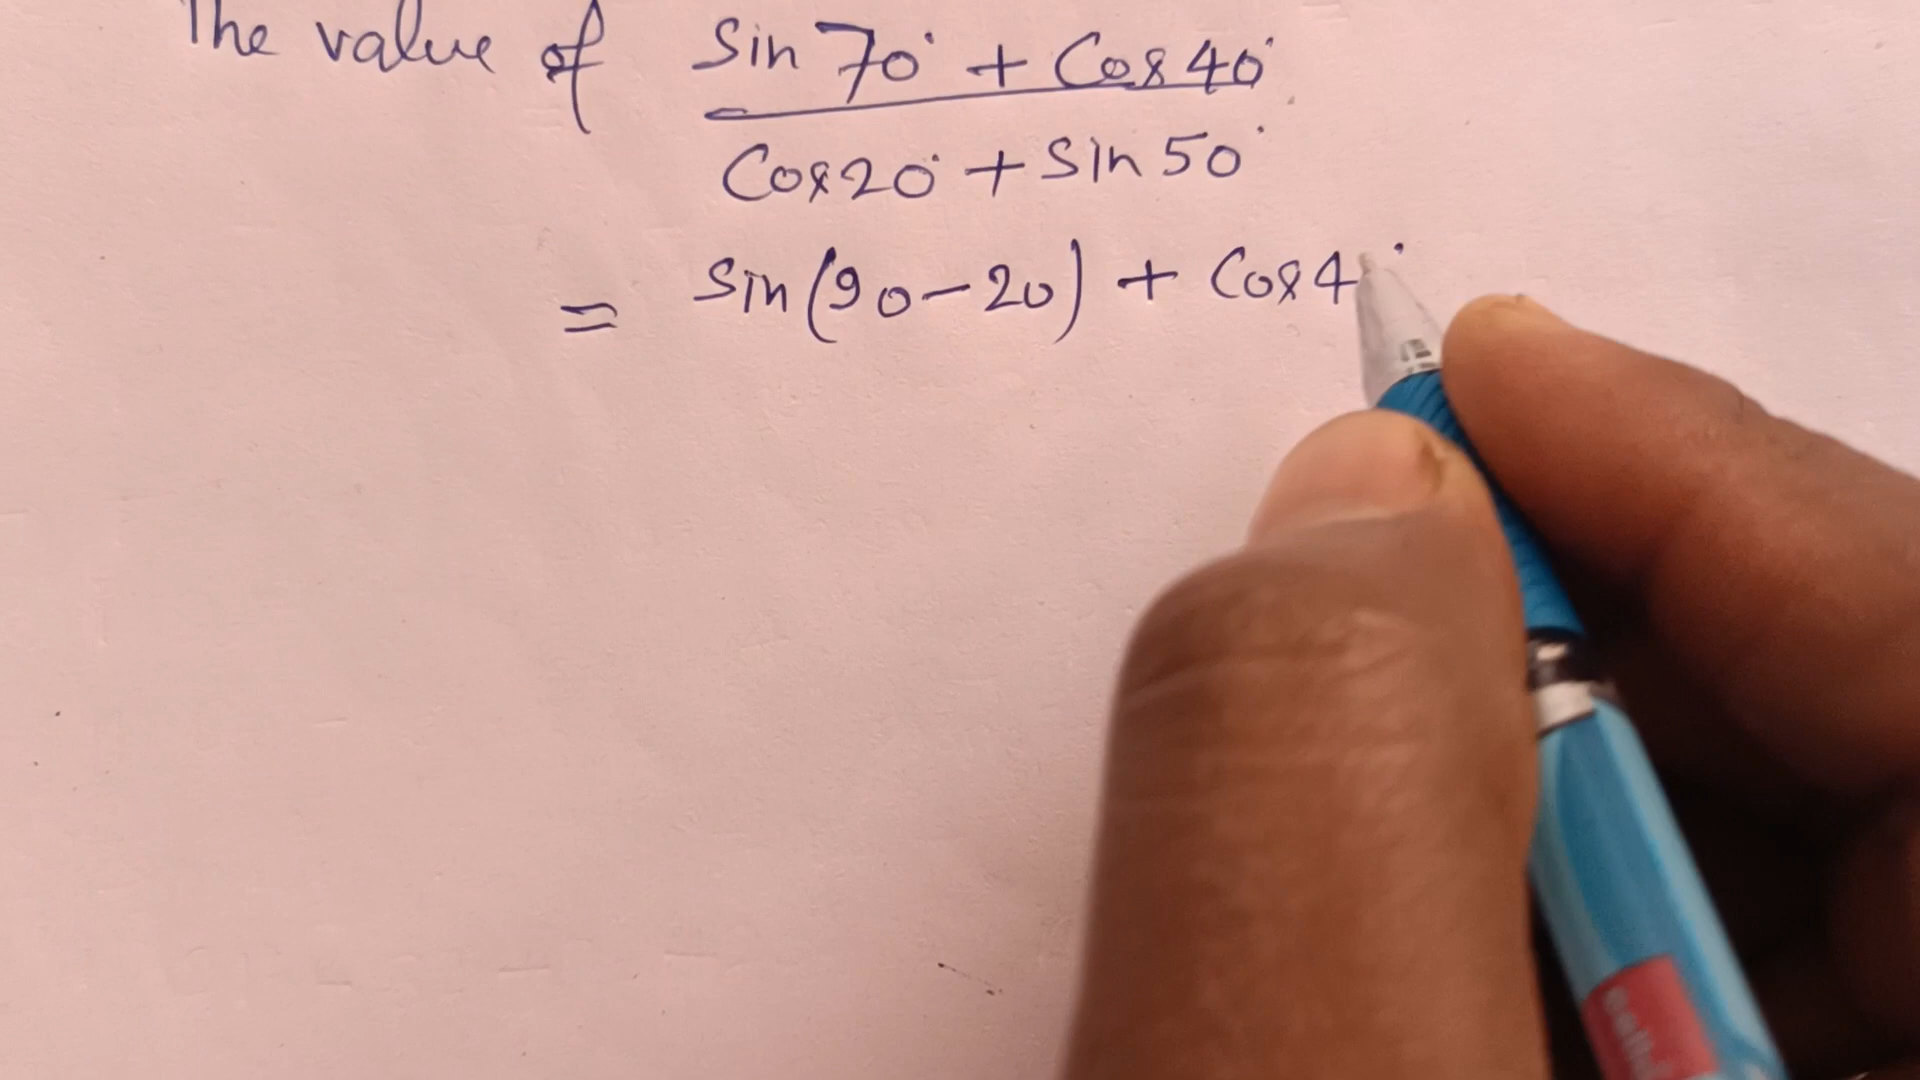 The value of sin 70° + Cos 40°
Cos 20° + Sin 50°
= Sin (90 - 20) + Cos 4